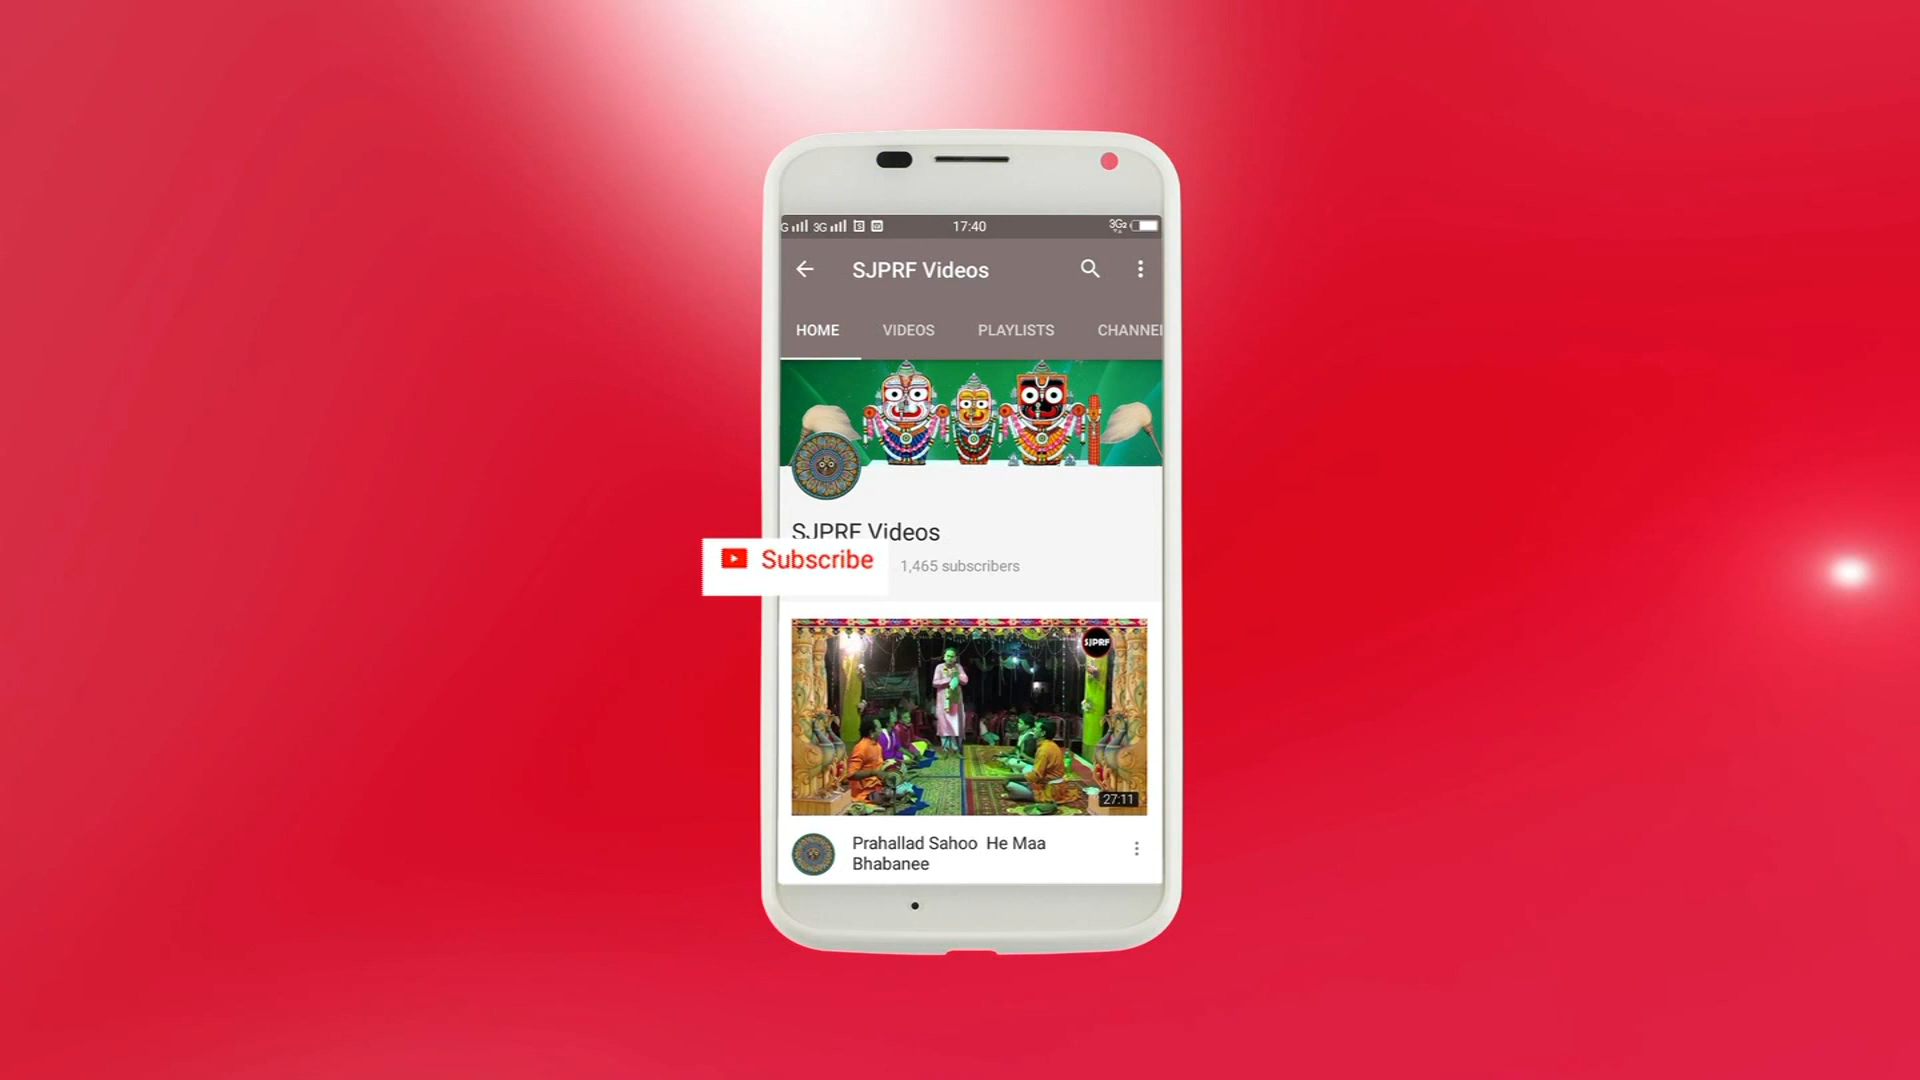 G 3G 17:40 3G2
SJPRF Videos
HOME VIDEOS PLAYLISTS CHANNEL
SJPRF Videos
Subscribe 1,465 subscribers
SJPRF
27:11
Prahallad Sahoo He Maa
Bhabanee